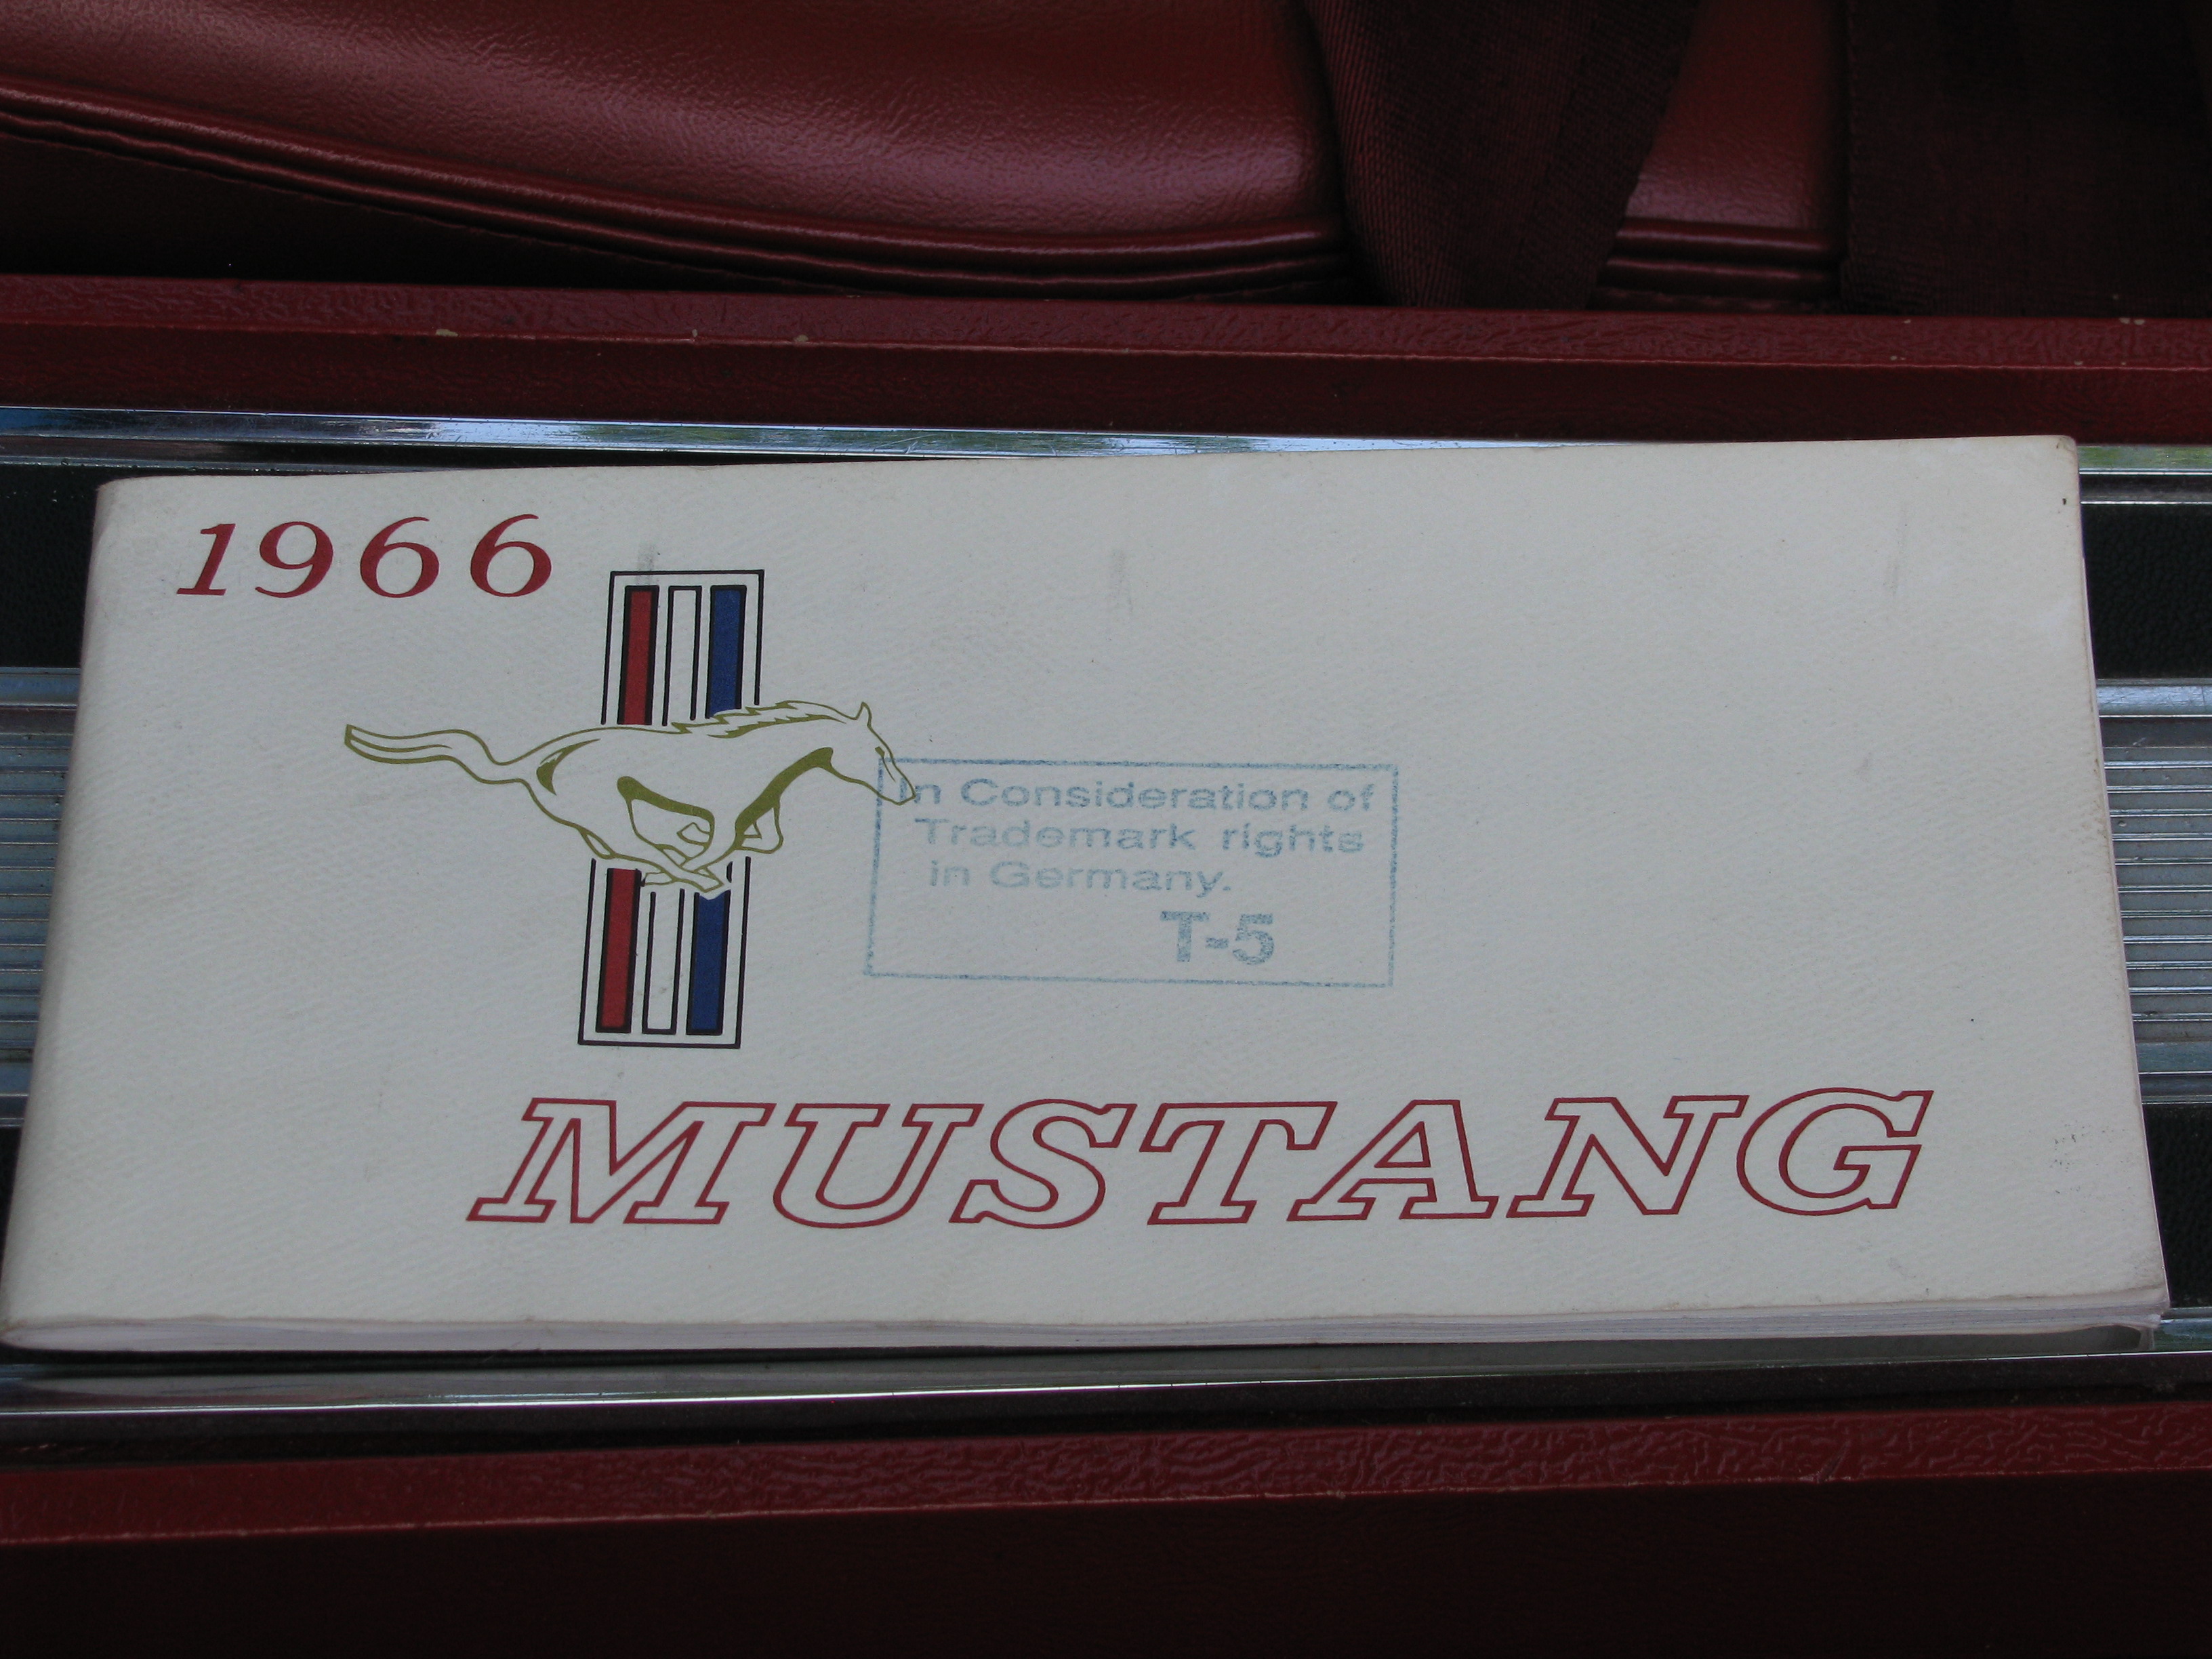 1966
In Consideration of
Trademark rights
in Germany.
T-5
MUSTANG